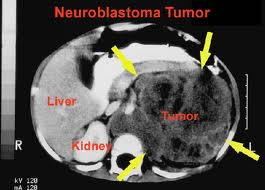 Neuroblastoma Tumor
Liver
Tumor
R
L
Kidney
kV 120
mA 120